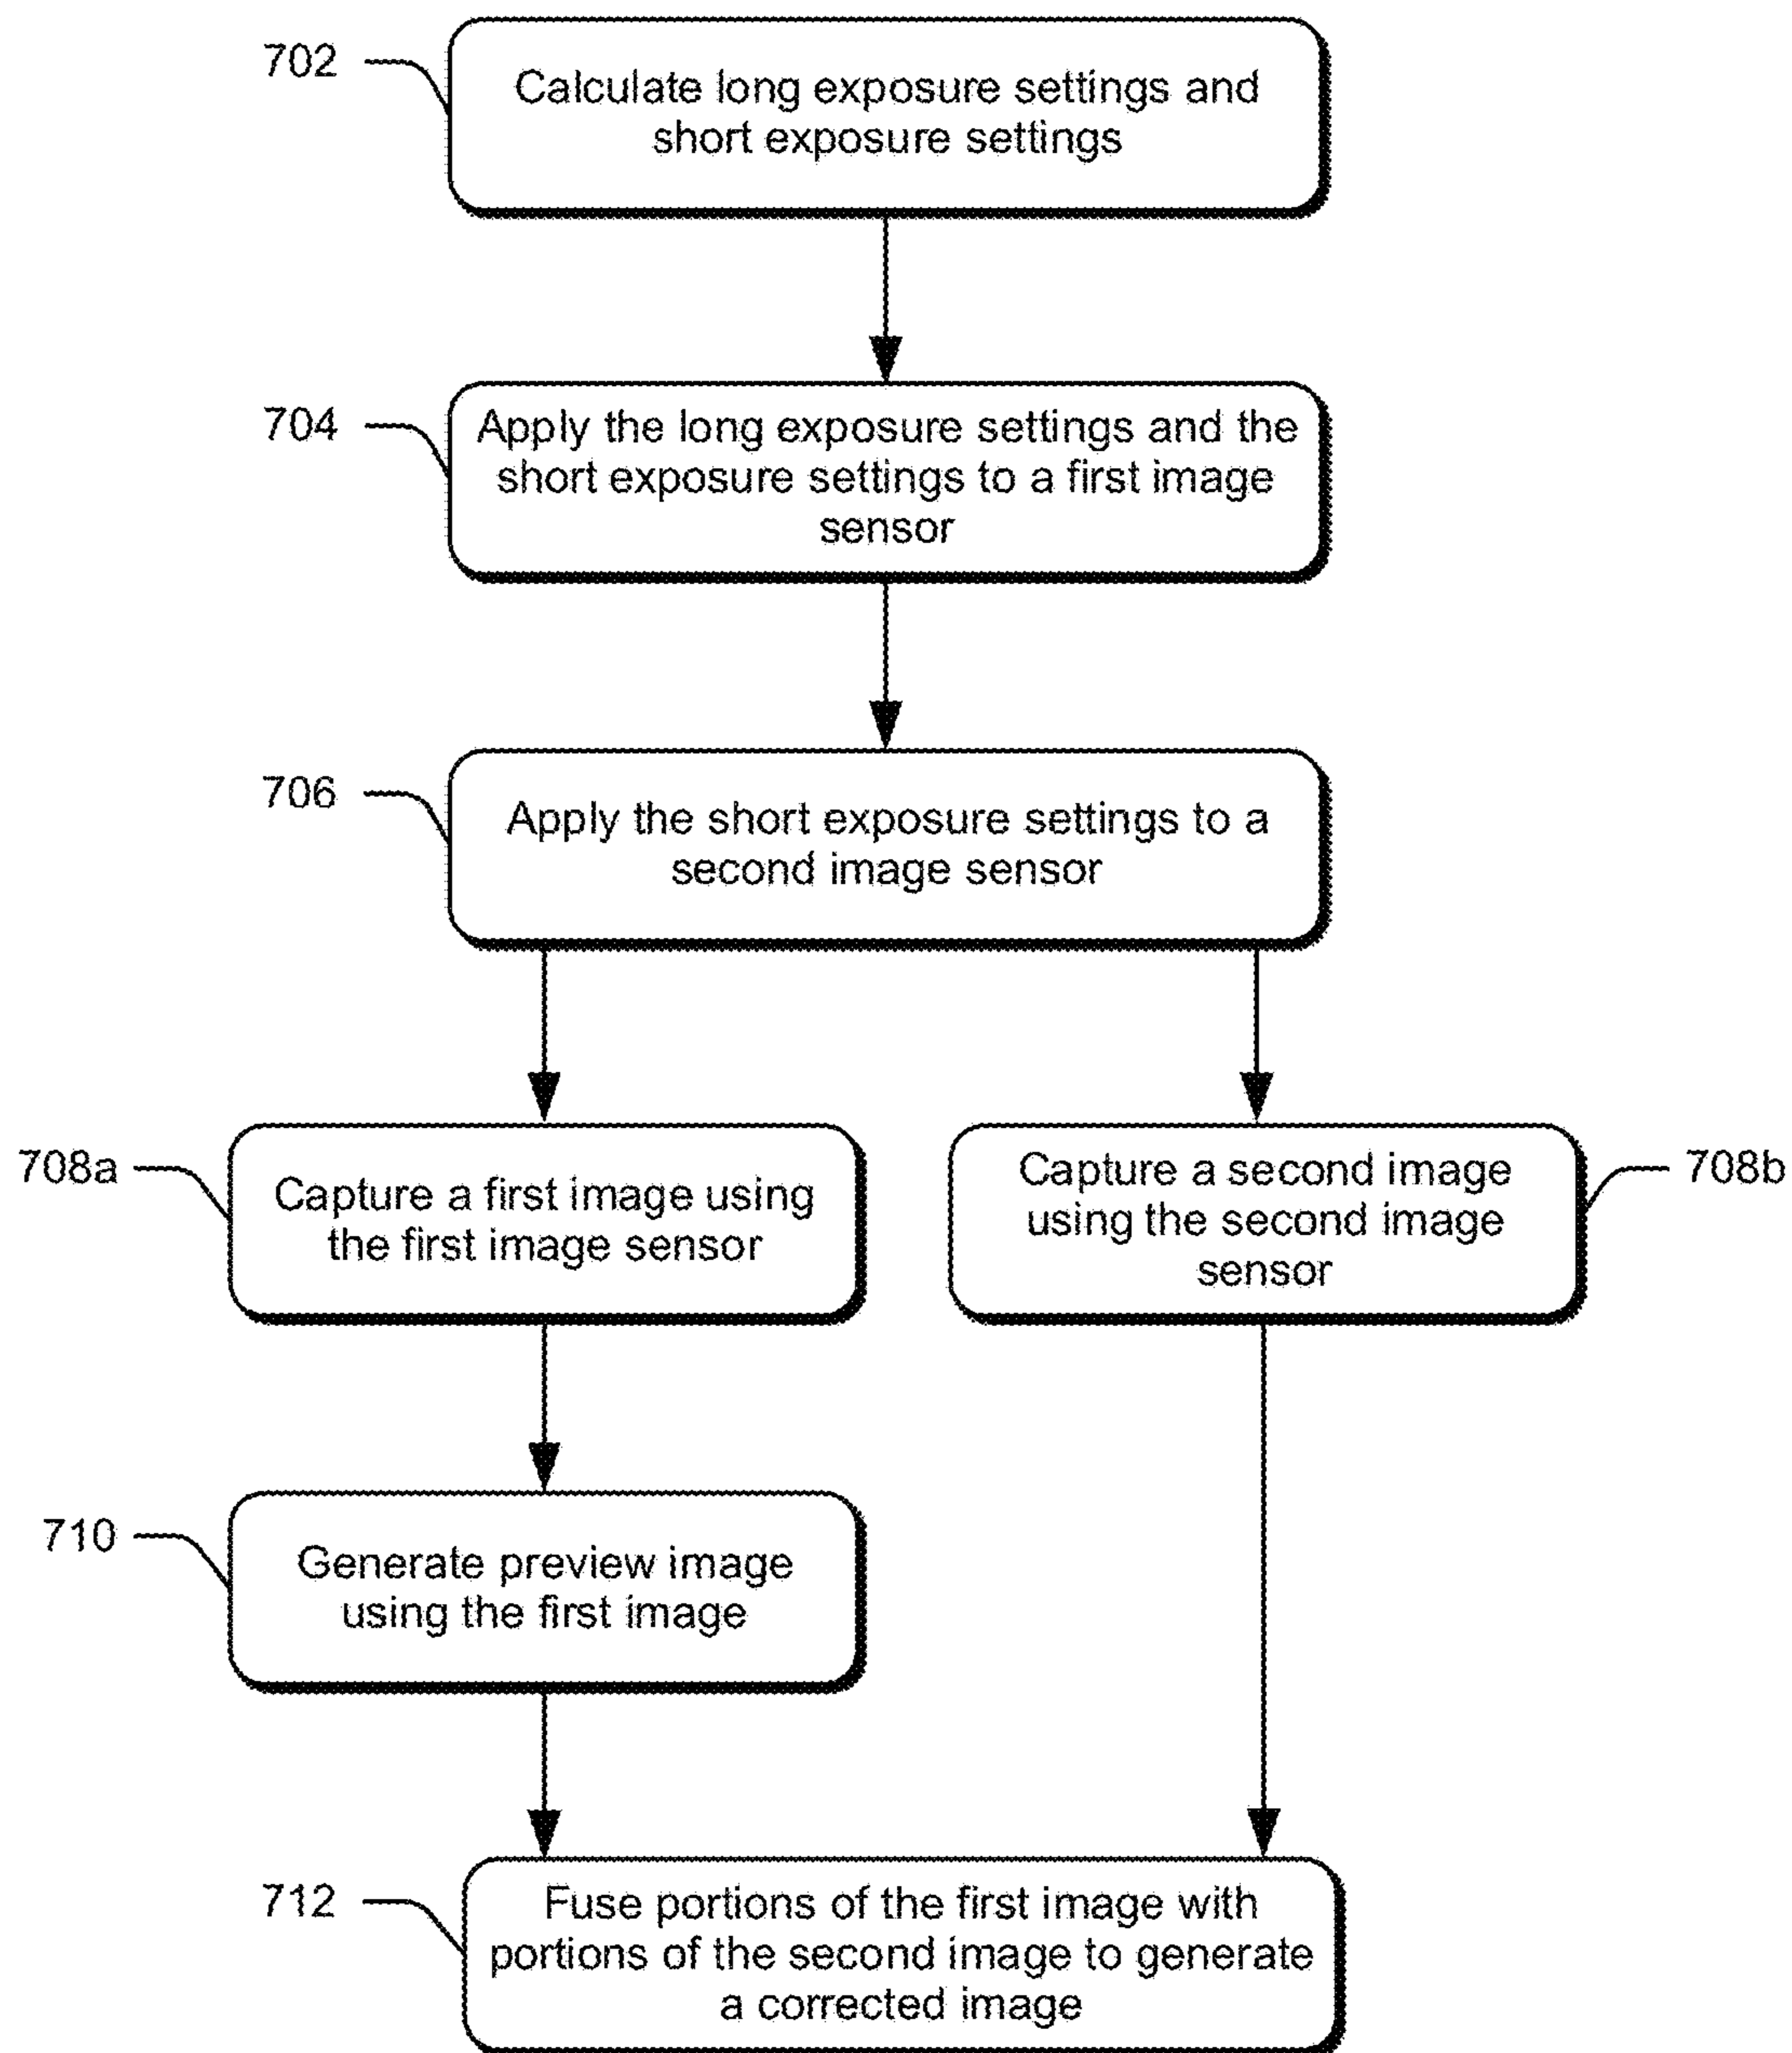 702
Calculate long exposure settings and
short exposure settings
704
Apply the long exposure settings and the
short exposure settings to a first image
sensor
706
Apply the short exposure settings to a
second image sensor
708a
Capture a first image using
the first image sensor
Capture a second image
using the second image
sensor
708b
710
Generate preview image
using the first image
712
Fuse portions of the first image with
portions of the second image to generate
a corrected image